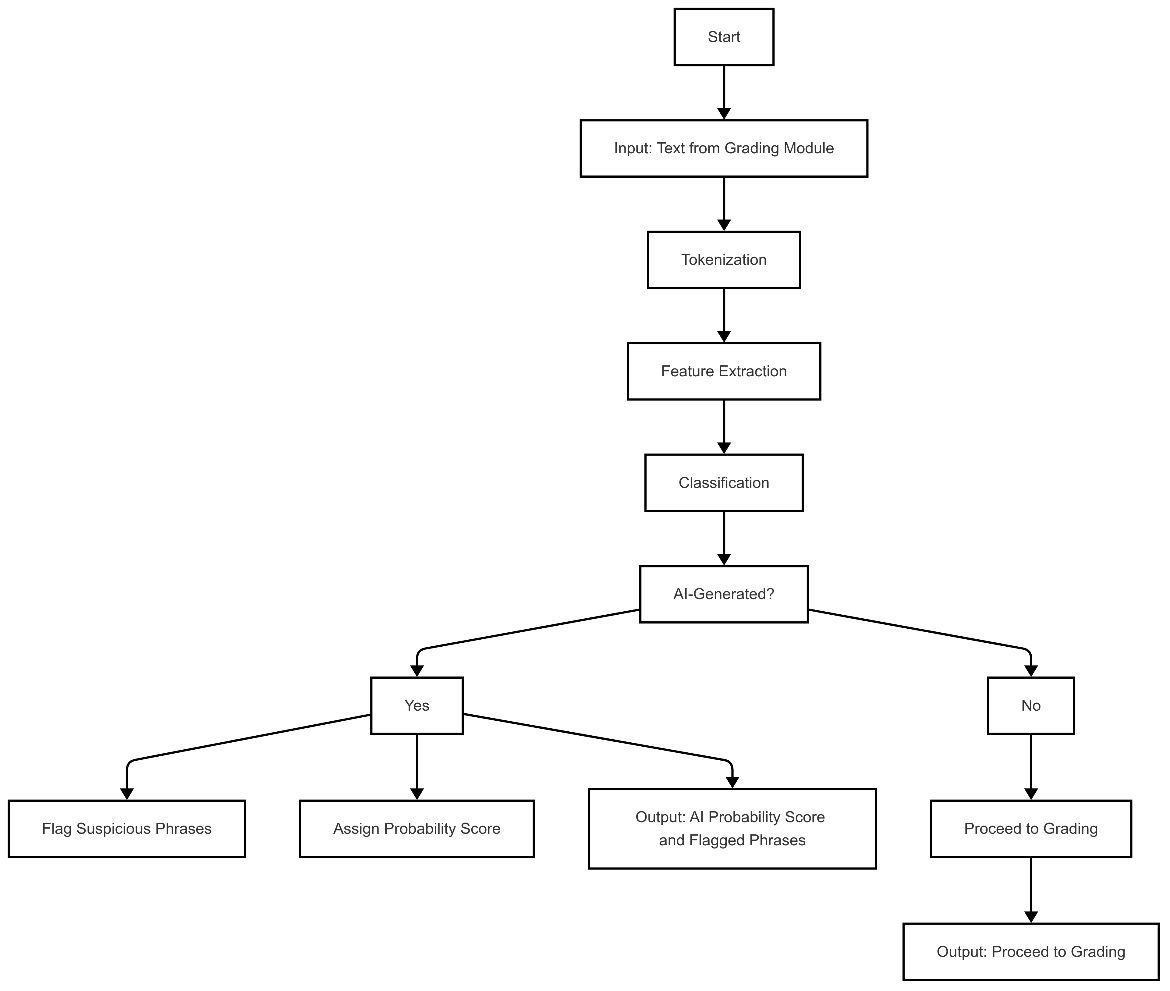 Start
Input: Text from Grading Module
Tokenization
Feature Extraction
Classification
AI-Generated?
Yes
No
Flag Suspicious Phrases
Assign Probability Score
Output: AI Probability Score
and Flagged Phrases
Proceed to Grading
Output: Proceed to Grading